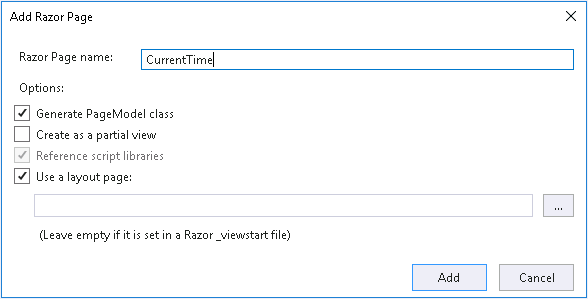 Add Razor Page
Razor Page name: CurrentTime
Options:
Generate PageModel class
Create as a partial view
Reference script libraries
Use a layout page:
...
(Leave empty if it is set in a Razor _viewstart file)
Add Cancel